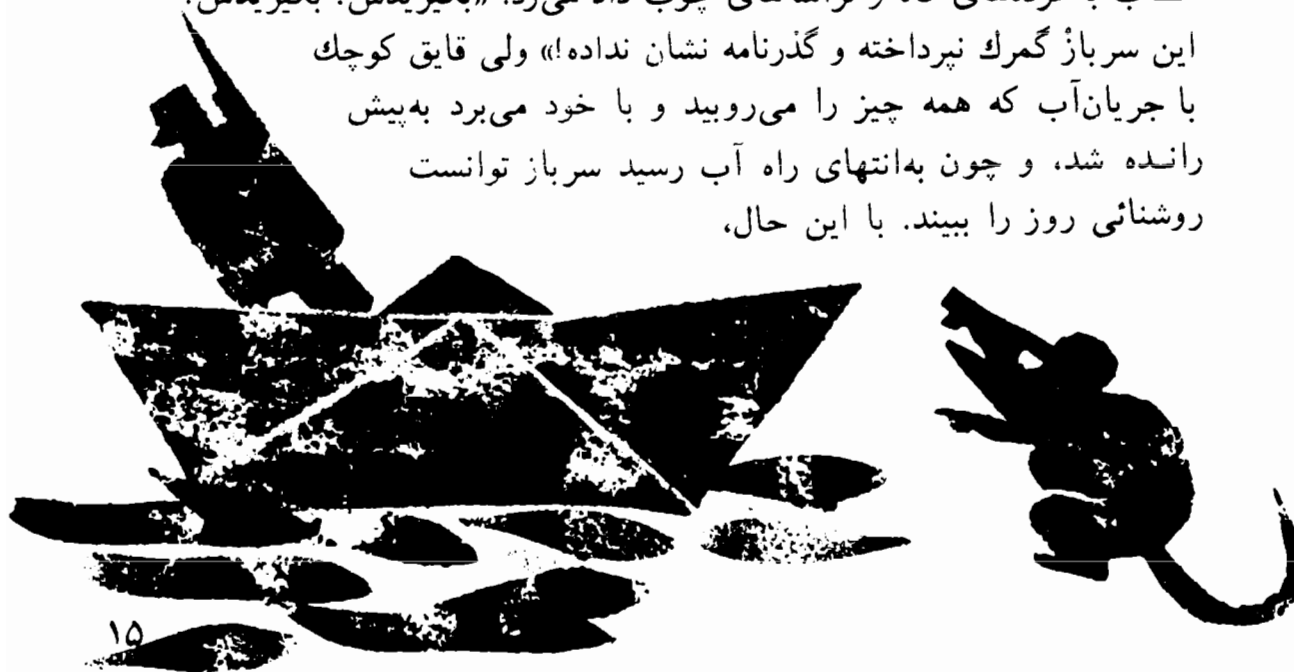 این سربازْ گمرك نپرداخته و گذرنامه نشان نداده!» ولی قایق کوچك
با جریان‌آب که همه چیز را می‌روبید و با خود می‌برد به‌پیش
رانـده شد، و چون به‌انتهای راه آب رسید سرباز توانست
روشنائی روز را ببیند. با این حال،
۱۵